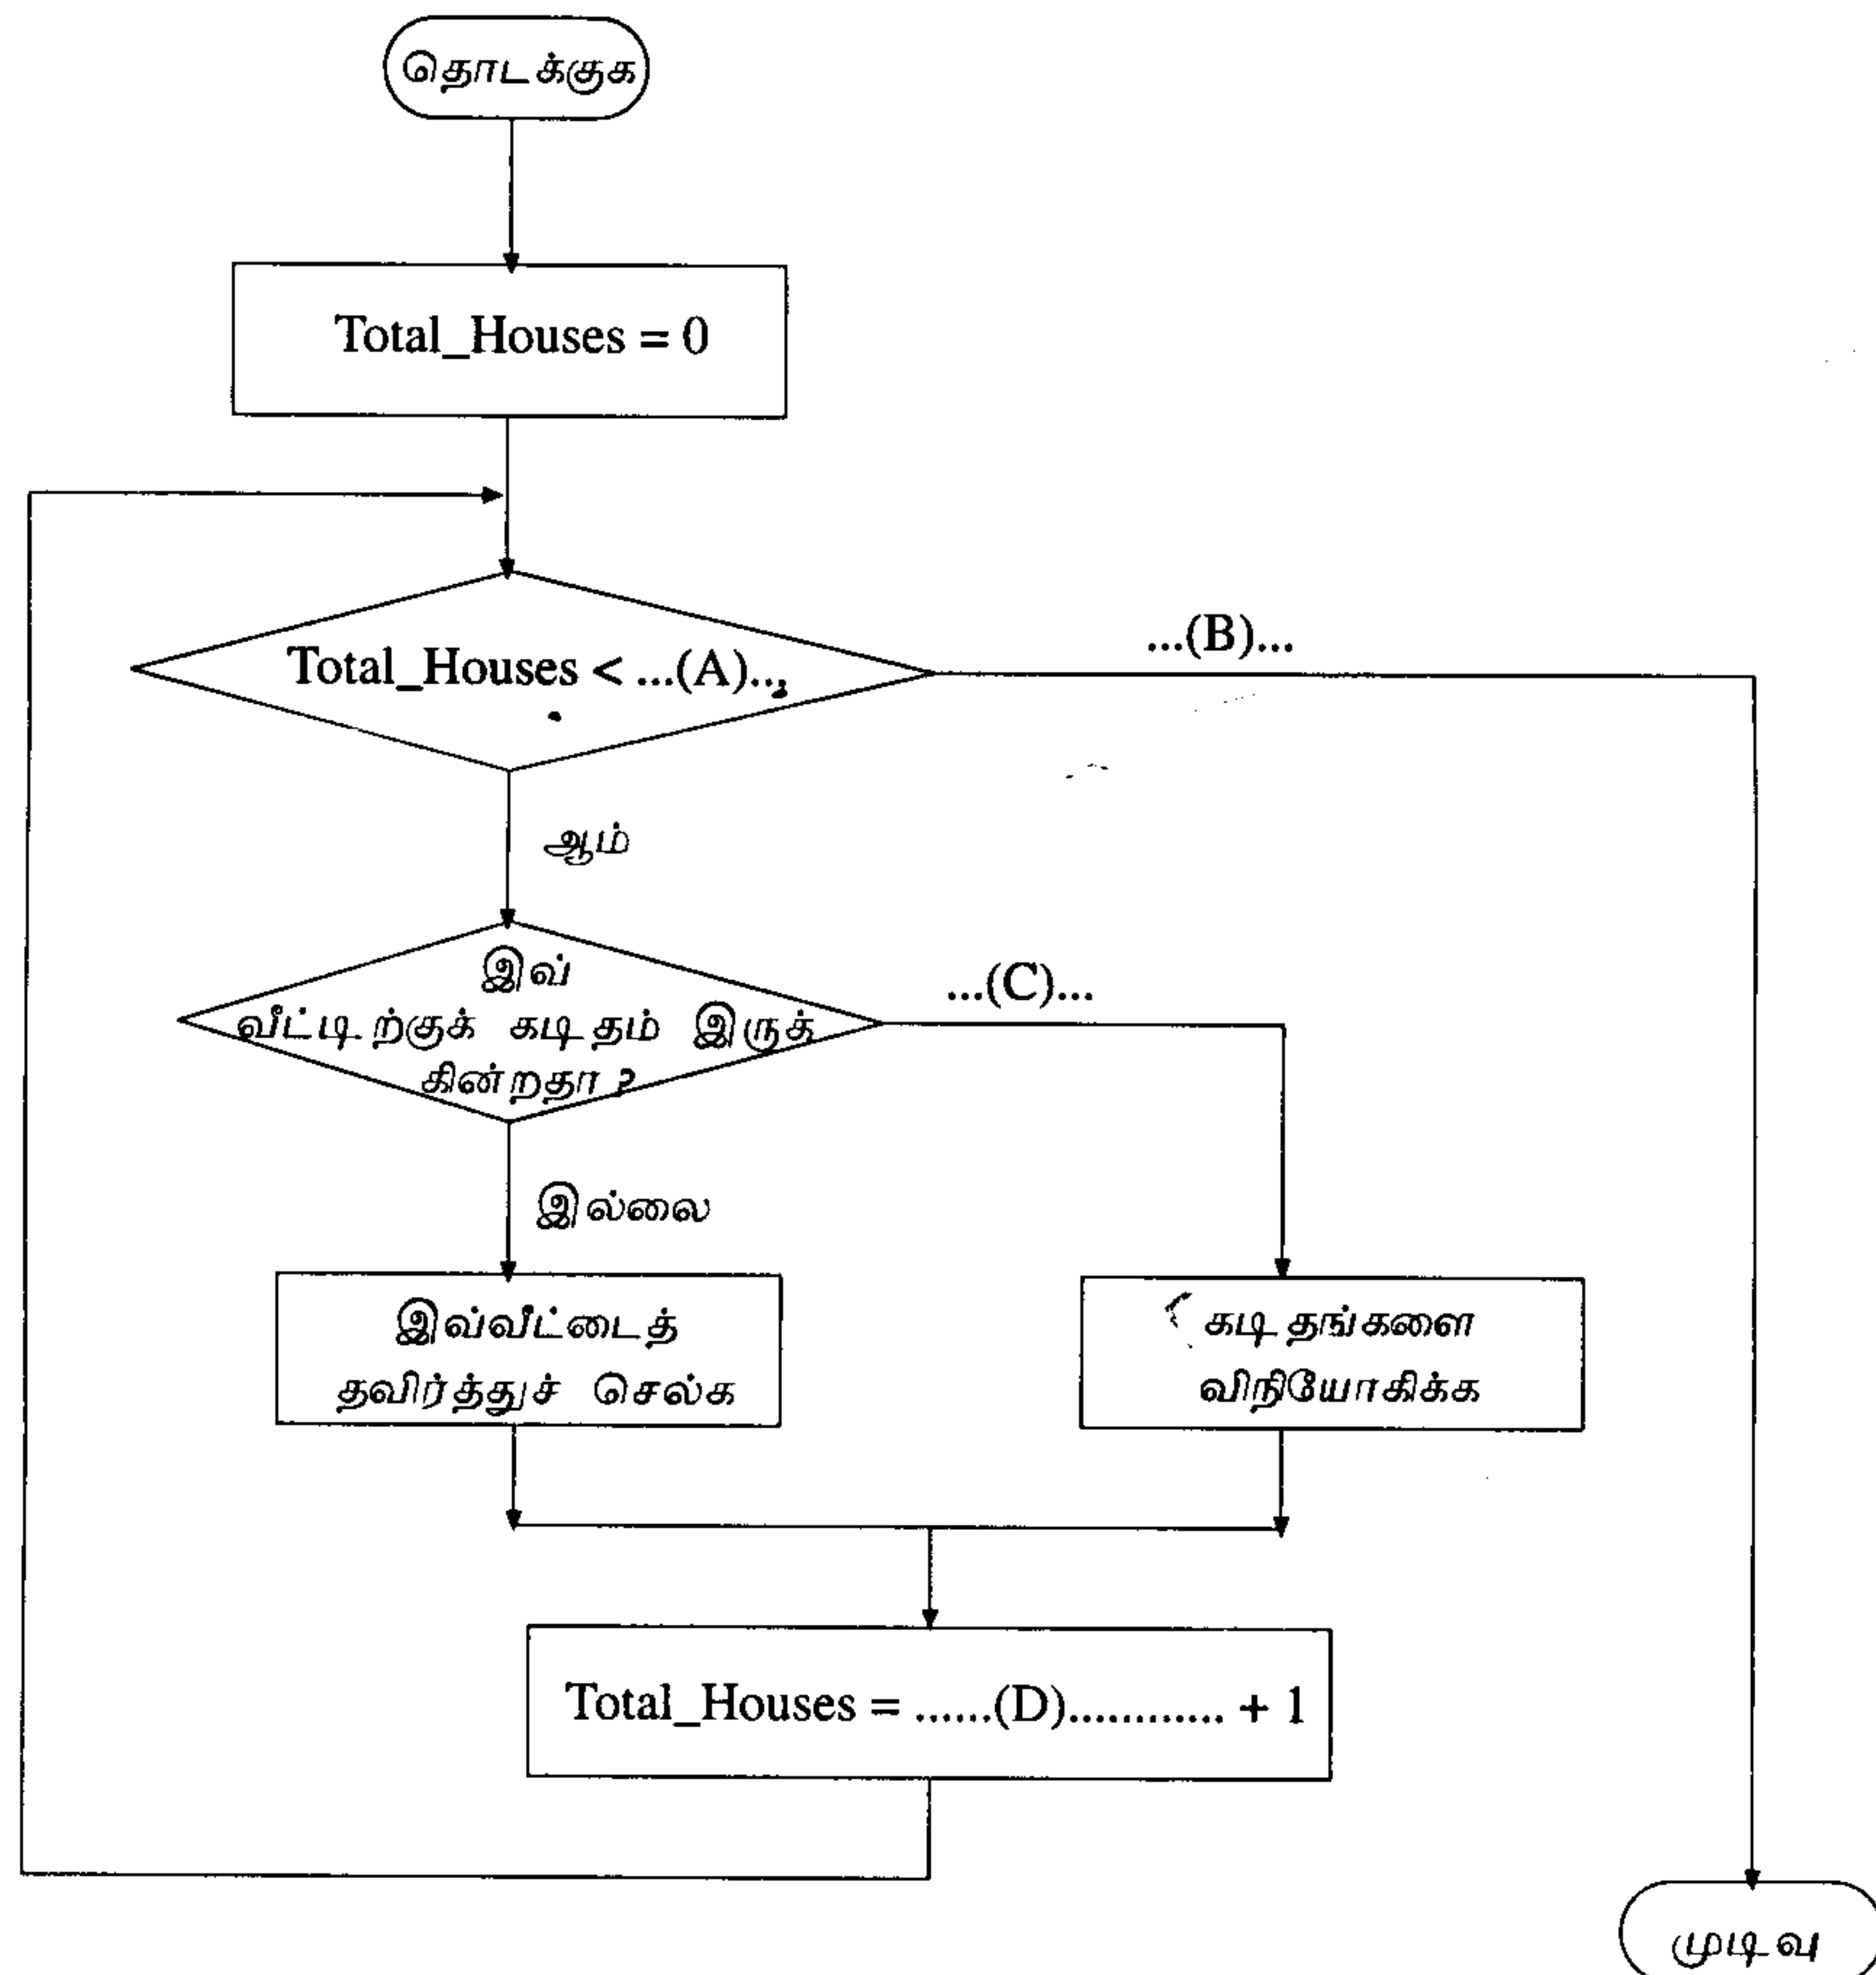 தொடக்குக
Total_Houses = 0
Total_Houses < ...(A)...
...(B)...
ஆம்
இவ்
வீட்டிற்குக் கடிதம் இருக்
கின்றதா ?
...(C)...
இல்லை
இவ்வீட்டைத்
தவிர்த்துச் செல்க
கடிதங்களை
விநியோகிக்க
Total_Houses = ......(D)............ + 1
முடிவு